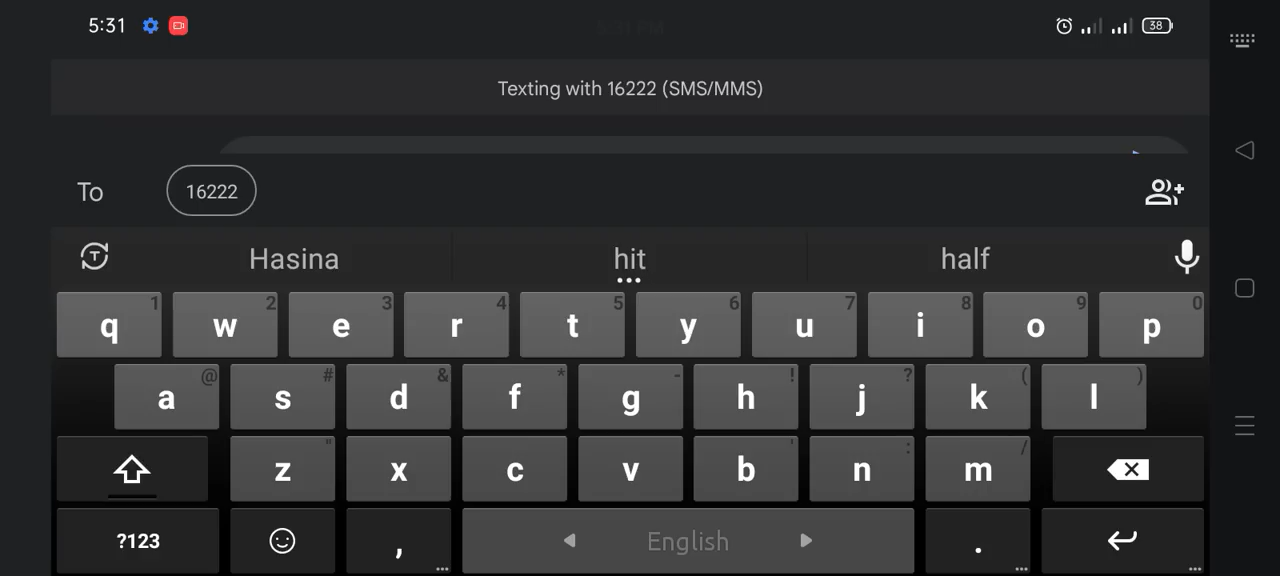 5:31
38
Texting with 16222 (SMS/MMS)
To 16222
Hasina hit half
q 1 w 2 e 3 r 4 t 5 y 6 u 7 i 8 o 9 p 0
a @ s # d & f * g - h ! j ? k ( l )
z " x c v b ' n : m /
?123 , English .